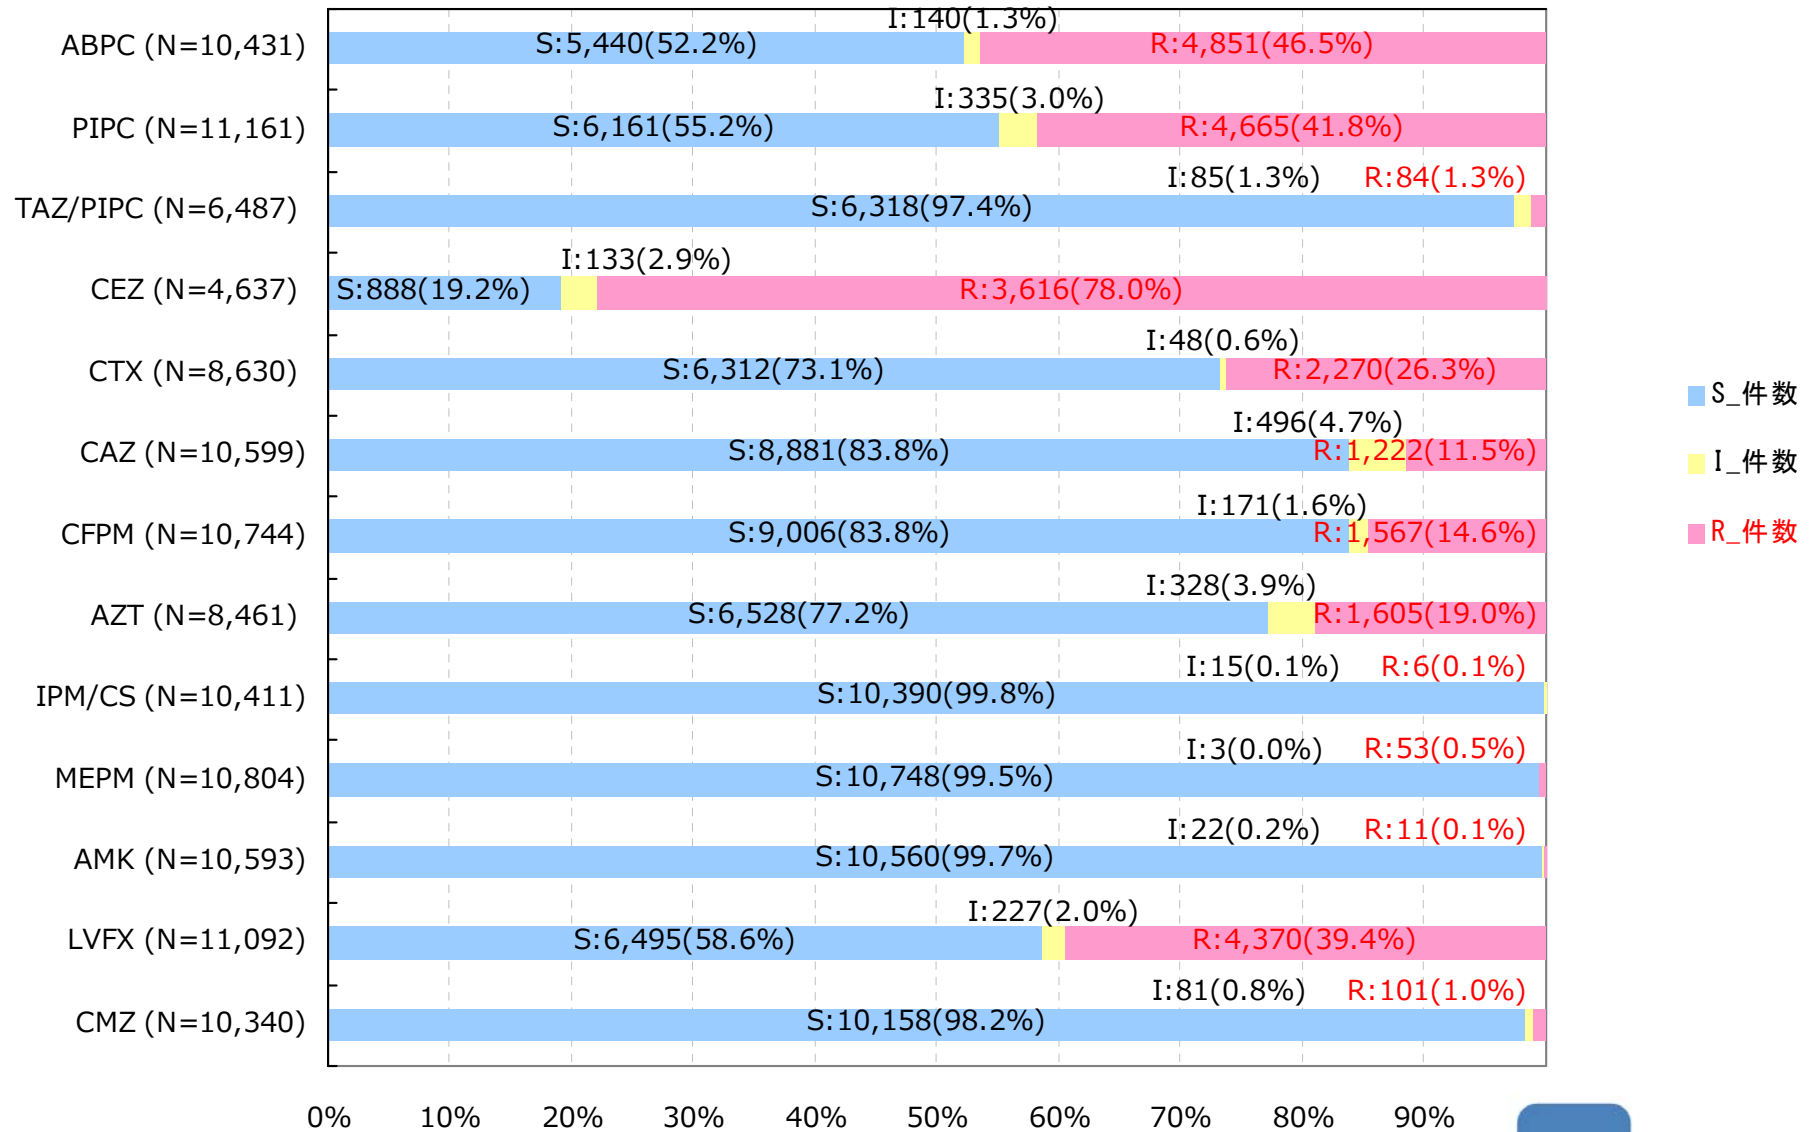 I:140(1.3%)
ABPC (N=10,431) S:5,440(52.2%) R:4,851(46.5%)
I:335(3.0%)
PIPC (N=11,161) S:6,161(55.2%) R:4,665(41.8%)
I:85(1.3%) R:84(1.3%)
TAZ/PIPC (N=6,487) S:6,318(97.4%)
I:133(2.9%)
CEZ (N=4,637) S:888(19.2%) R:3,616(78.0%)
I:48(0.6%)
CTX (N=8,630) S:6,312(73.1%) R:2,270(26.3%)
S_件数
I:496(4.7%)
CAZ (N=10,599) S:8,881(83.8%) R:1,222(11.5%)
I_件数
I:171(1.6%)
CFPM (N=10,744) S:9,006(83.8%) R:1,567(14.6%)
R_件数
I:328(3.9%)
AZT (N=8,461) S:6,528(77.2%) R:1,605(19.0%)
I:15(0.1%) R:6(0.1%)
IPM/CS (N=10,411) S:10,390(99.8%)
I:3(0.0%) R:53(0.5%)
MEPM (N=10,804) S:10,748(99.5%)
I:22(0.2%) R:11(0.1%)
AMK (N=10,593) S:10,560(99.7%)
I:227(2.0%)
LVFX (N=11,092) S:6,495(58.6%) R:4,370(39.4%)
I:81(0.8%) R:101(1.0%)
CMZ (N=10,340) S:10,158(98.2%)
0% 10% 20% 30% 40% 50% 60% 70% 80% 90%